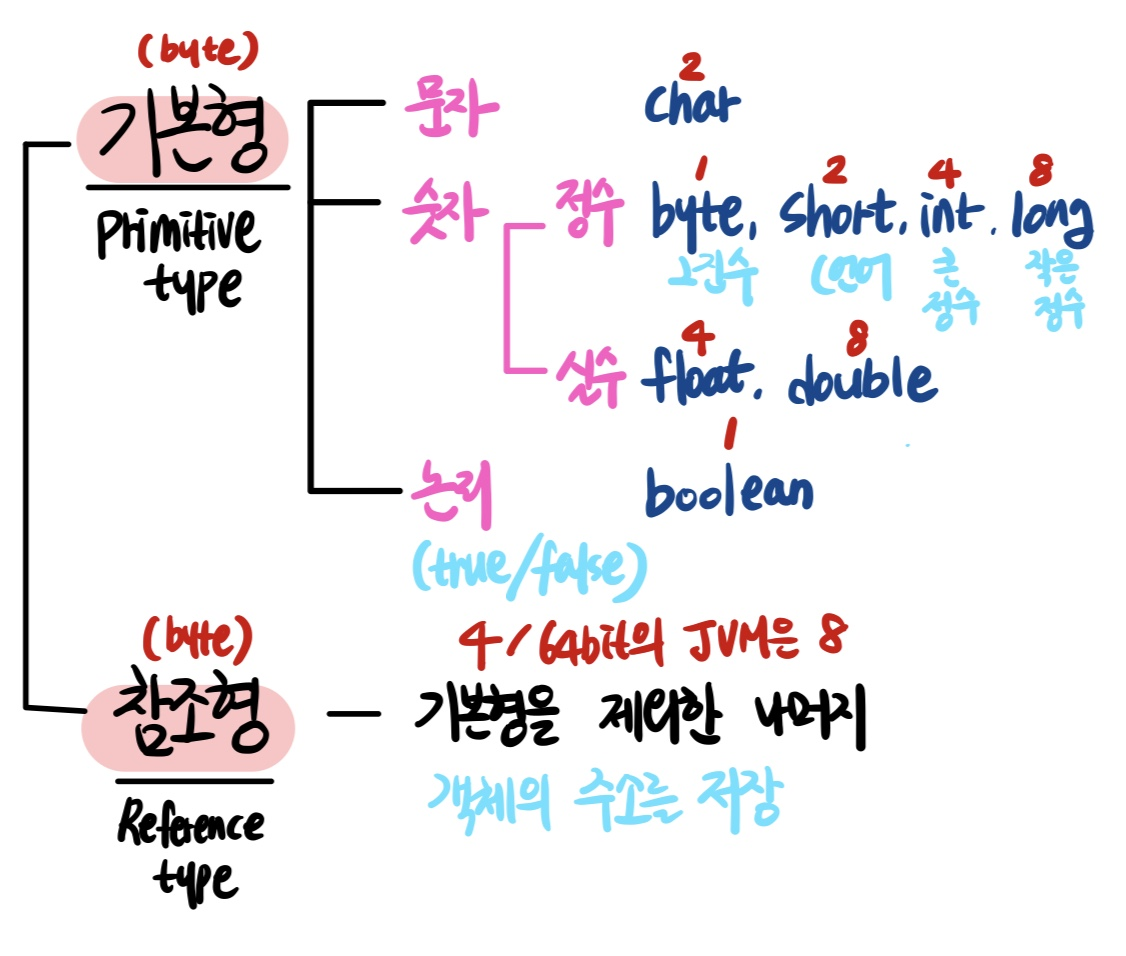 (byte)
기본형
Primitive
type
문자
2
char
숫자
정수
1 2 4 8
byte, short, int, long
2진수 C언어 큰 작은
정수 정수
실수
4 8
float, double
논리
1
boolean
(true/false)
(byte)
참조형
Reference
type
4/64bit의 JVM은 8
기본형을 제외한 나머지
객체의 주소를 저장